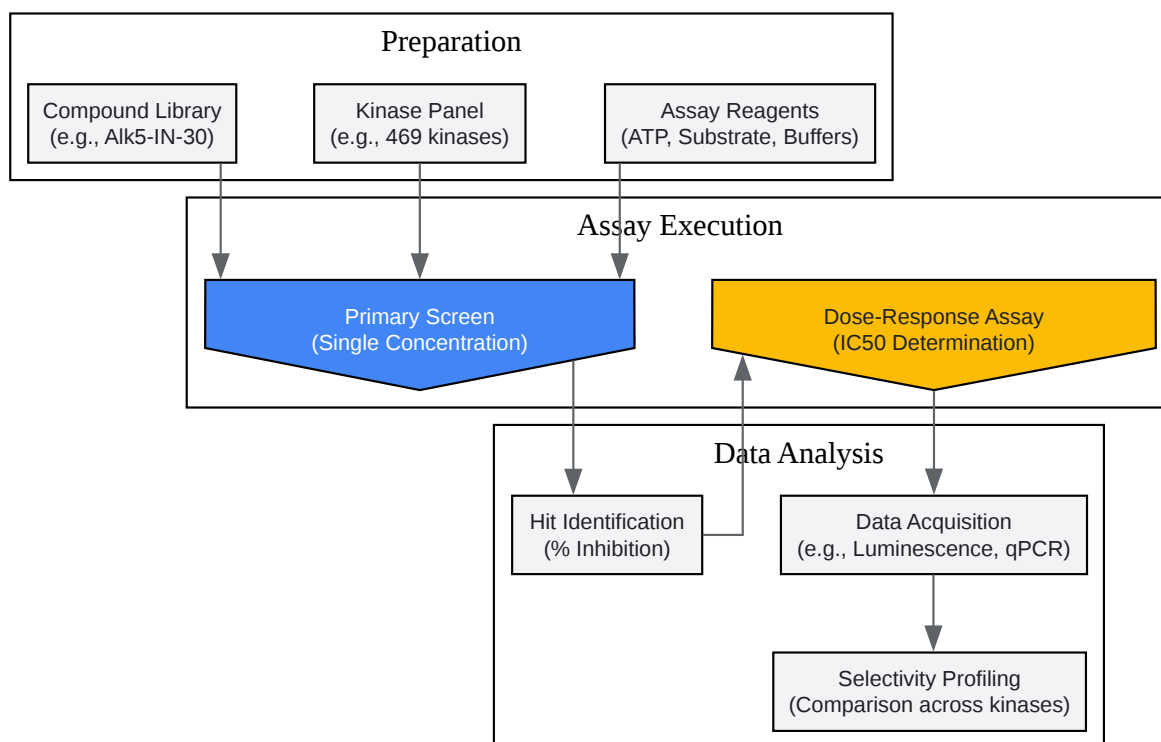 Preparation
Compound Library
(e.g., Alk5-IN-30)
Kinase Panel
(e.g., 469 kinases)
Assay Reagents
(ATP, Substrate, Buffers)
Assay Execution
Primary Screen
(Single Concentration)
Dose-Response Assay
(IC50 Determination)
Data Analysis
Hit Identification
(% Inhibition)
Data Acquisition
(e.g., Luminescence, qPCR)
Selectivity Profiling
(Comparison across kinases)